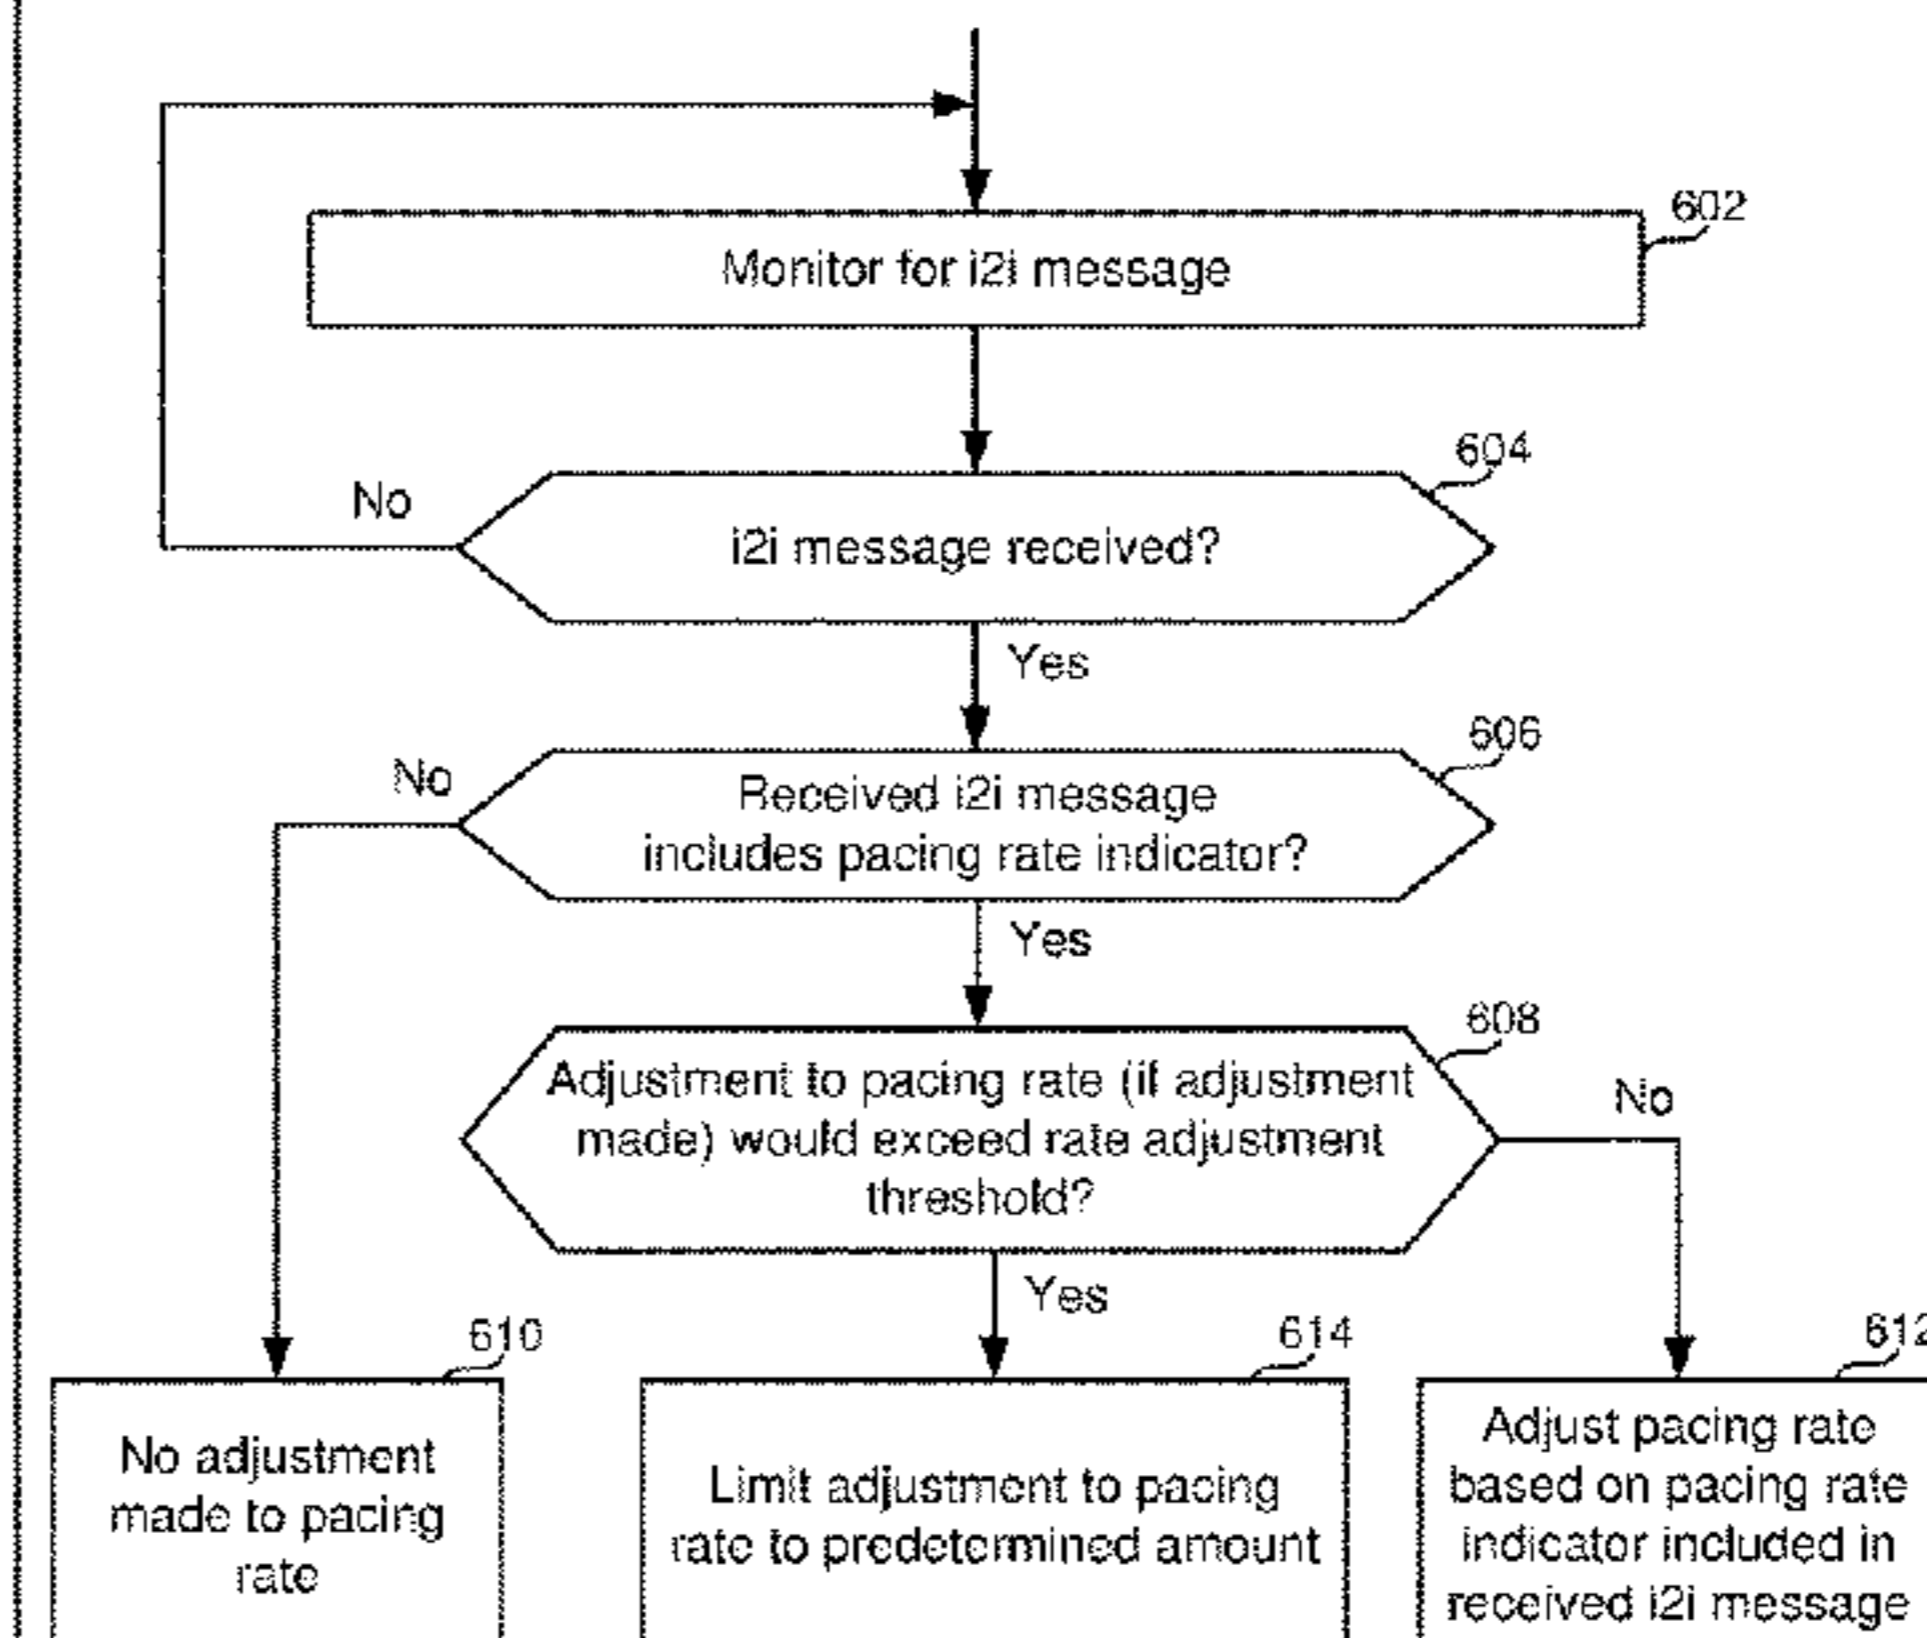 602
Monitor for i2i message
604
No
i2i message received?
Yes
606
No
Received i2i message
includes pacing rate indicator?
Yes
608
Adjustment to pacing rate (if adjustment
made) would exceed rate adjustment
threshold?
No
Yes
610
614
612
No adjustment
made to pacing
rate
Limit adjustment to pacing
rate to predetermined amount
Adjust pacing rate
based on pacing rate
indicator included in
received i2i message